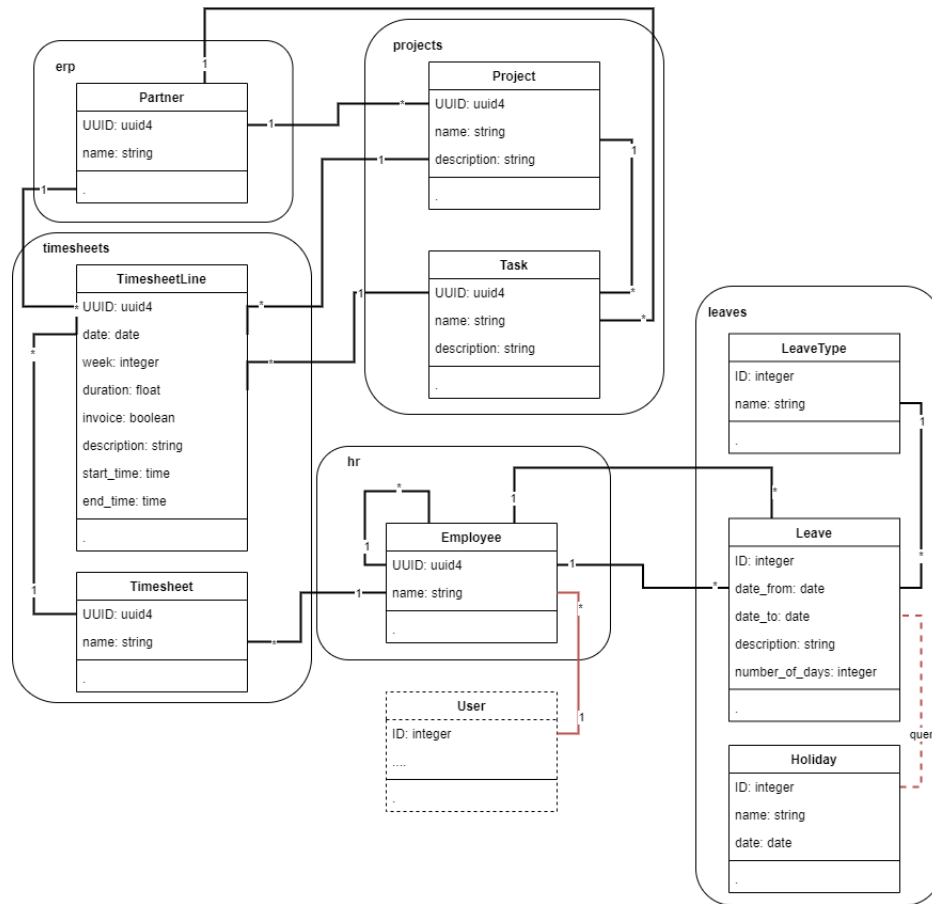 erp
Partner
UUID: uuid4
name: string
.
projects
Project
UUID: uuid4
name: string
description: string
.
Task
UUID: uuid4
name: string
description: string
.
timesheets
TimesheetLine
UUID: uuid4
date: date
week: integer
duration: float
invoice: boolean
description: string
start_time: time
end_time: time
.
Timesheet
UUID: uuid4
name: string
.
hr
Employee
UUID: uuid4
name: string
.
User
ID: integer
....
.
leaves
LeaveType
ID: integer
name: string
.
Leave
ID: integer
date_from: date
date_to: date
description: string
number_of_days: integer
.
quer
Holiday
ID: integer
name: string
date: date
.
1
1
*
1
*
1
*
1
*
1
*
*
1
*
1
*
1
*
1
1
*
1
*
1
*
*
1